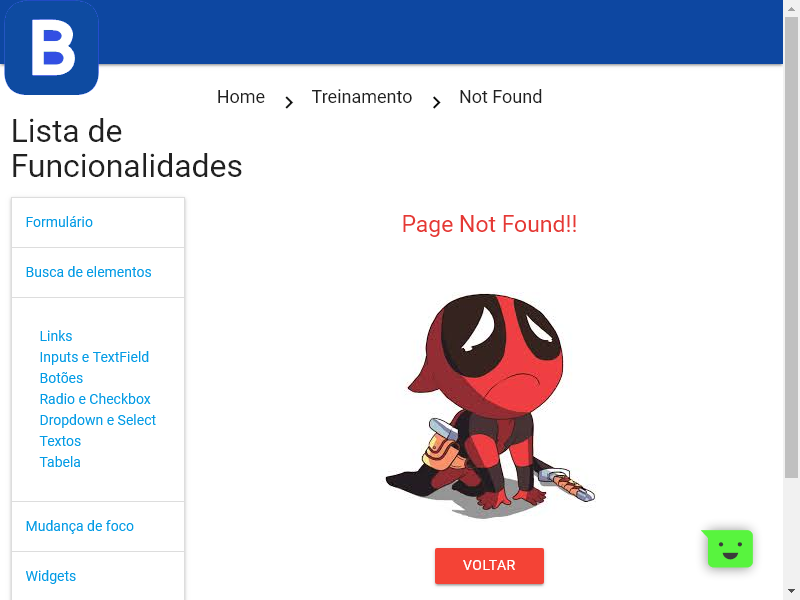 B
Home
Treinamento
Not Found
Lista de
Funcionalidades
Formulário
Busca de elementos
Links
Inputs e TextField
Botões
Radio e Checkbox
Dropdown e Select
Textos
Tabela
Mudança de foco
Widgets
Page Not Found!!
VOLTAR